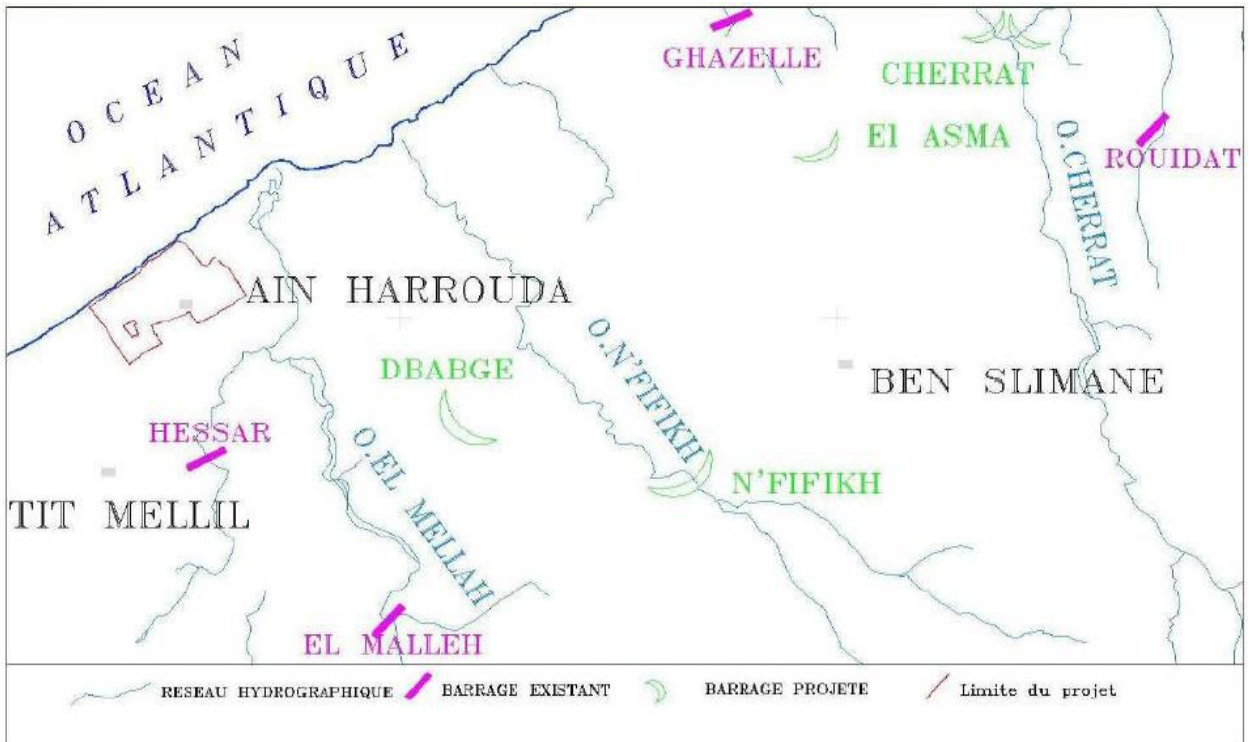 OCEAN
ATLANTIQUE
GHAZELLE
CHERRAT
El ASMA
ROUIDAT
O.CHERRAT
AIN HARROUDA
O.N'FIFIKH
DBABGE
BEN SLIMANE
HESSAR
O.EL MELLAH
N'FIFIKH
TIT MELLIL
EL MALLEH
RESEAU HYDROGRAPHIQUE
BARRAGE EXISTANT
BARRAGE PROJETE
Limite du projet